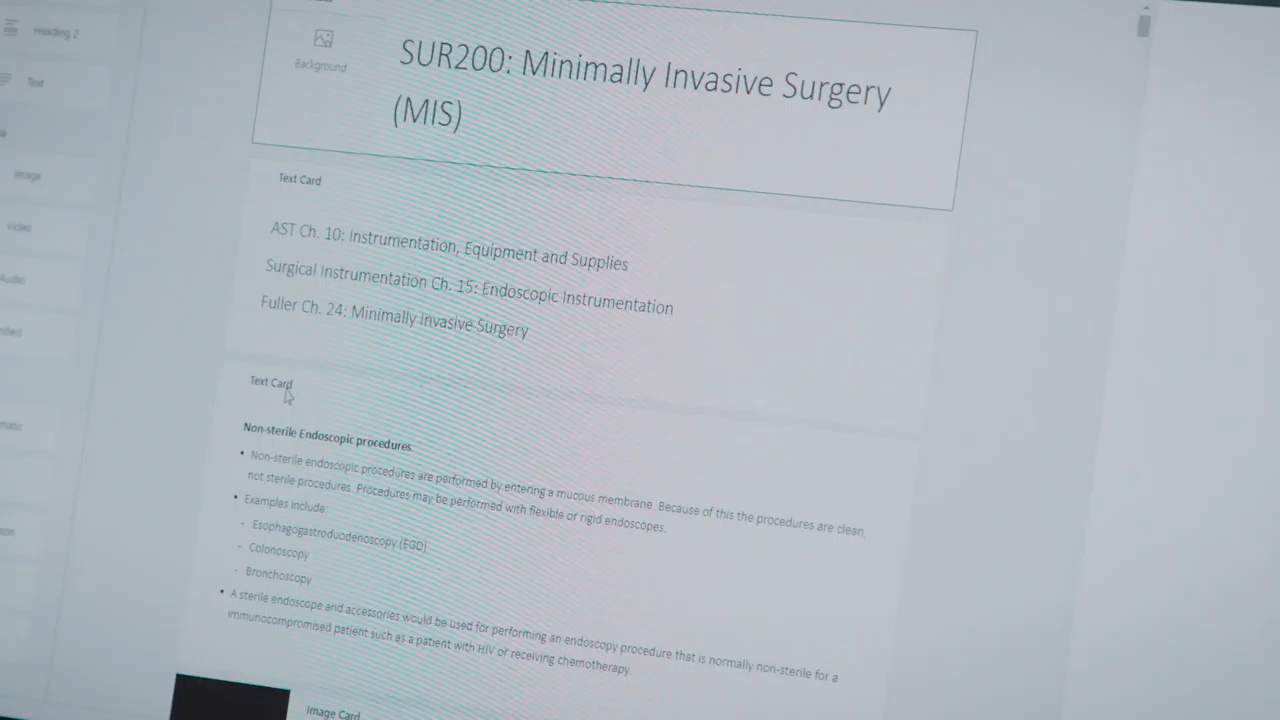 Heading 2
Text
Image
Video
Audio
Background
SUR200: Minimally Invasive Surgery
(MIS)
Text Card
AST Ch. 10: Instrumentation, Equipment and Supplies
Surgical Instrumentation Ch. 15: Endoscopic Instrumentation
Fuller Ch. 24: Minimally Invasive Surgery
Text Card
Non-sterile Endoscopic procedures
• Non-sterile endoscopic procedures are performed by entering a mucous membrane. Because of this the procedures are clean,
not sterile procedures. Procedures may be performed with flexible or rigid endoscopes.
• Examples include:
- Esophagogastroduodenoscopy (EGD)
- Colonoscopy
- Bronchoscopy
• A sterile endoscope and accessories would be used for performing an endoscopy procedure that is normally non-sterile for a
immunocompromised patient such as a patient with HIV or receiving chemotherapy.
Image Card